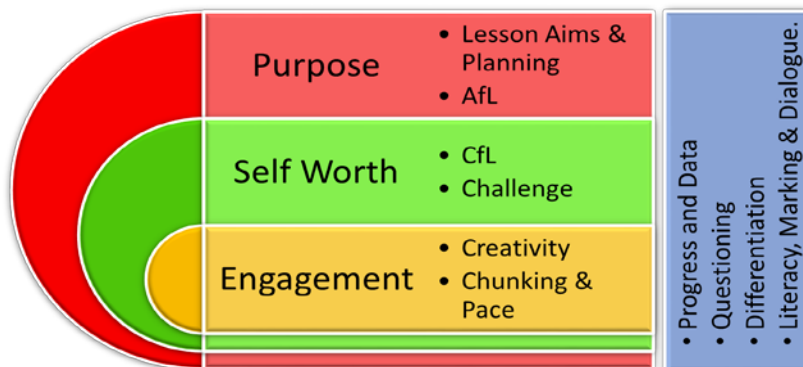 Purpose
• Lesson Aims &
Planning
• AfL
Self Worth
• CfL
• Challenge
Engagement
• Creativity
• Chunking &
Pace
• Progress and Data
• Questioning
• Differentiation
• Literacy, Marking & Dialogue.